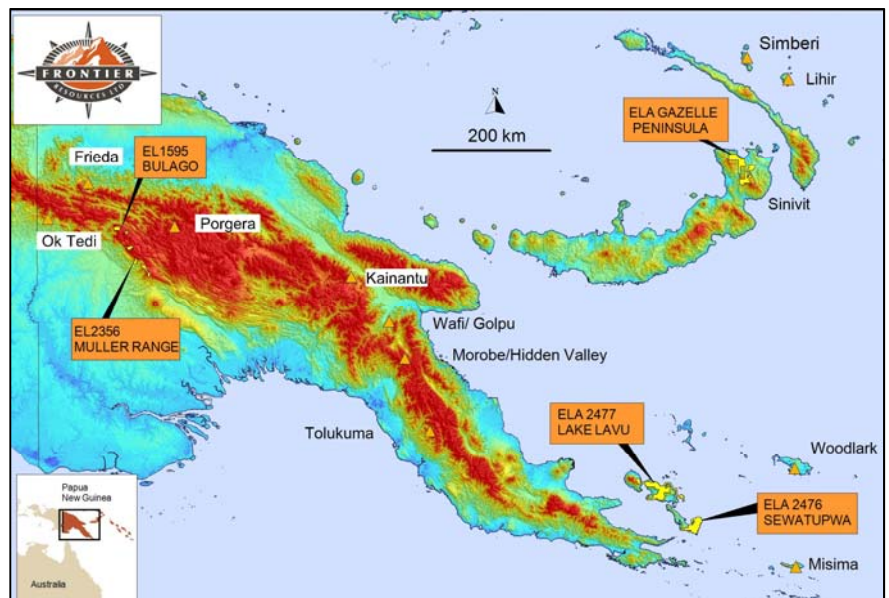 FRONTIER
RESOURCES LTD
Simberi
Lihir
ELA GAZELLE
PENINSULA
200 km
N
Sinivit
Frieda
EL1595
BULAGO
Porgera
Ok Tedi
Kainantu
EL2356
MULLER RANGE
Wafi/ Golpu
Morobe/Hidden Valley
Tolukuma
ELA 2477
LAKE LAVU
Woodlark
ELA 2476
SEWATUPWA
Misima
Papua
New Guinea
Australia